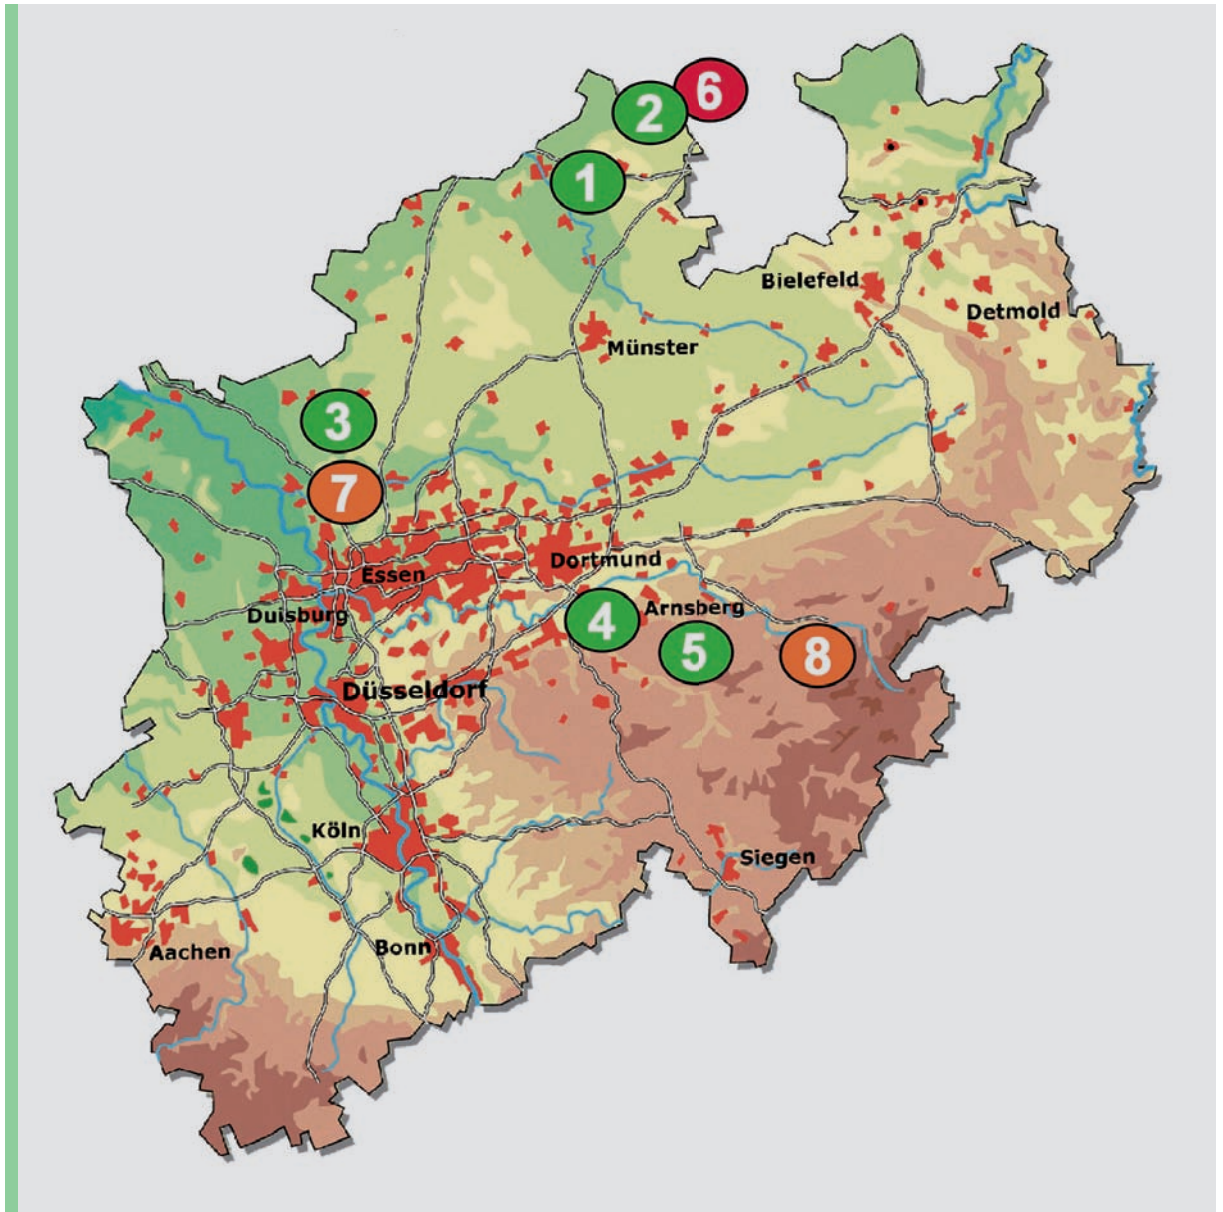 6
2
1
Bielefeld
Detmold
Münster
3
7
Dortmund
Essen
Duisburg
Arnsberg
4
5
8
Düsseldorf
Köln
Siegen
Aachen
Bonn